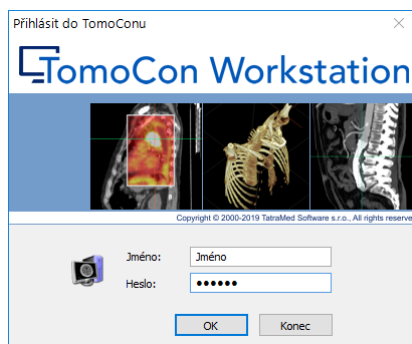 Přihlásit do TomoConu
TomoCon Workstation
Copyright © 2000-2019 TatraMed Software s.r.o., All rights reserve
Jméno: Jméno
Heslo: ●●●●●●
OK Konec